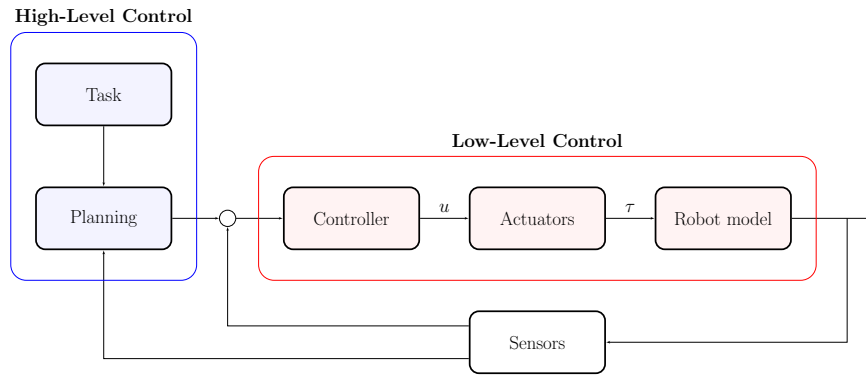 High-Level Control
Task
Low-Level Control
Planning
Controller
u
Actuators
τ
Robot model
Sensors